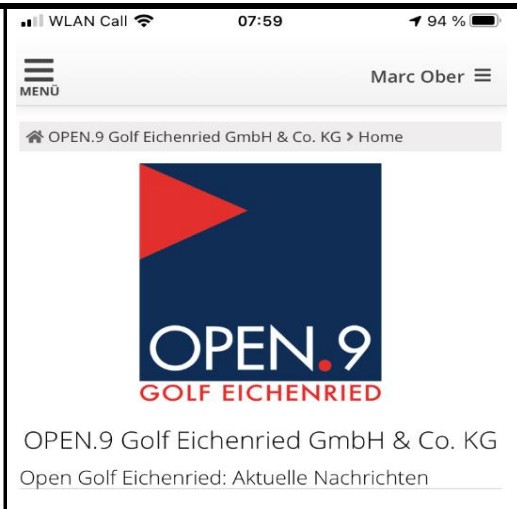 WLAN Call 07:59 94 %
MENÜ Marc Ober
OPEN.9 Golf Eichenried GmbH & Co. KG > Home
OPEN.9
GOLF EICHENRIED
OPEN.9 Golf Eichenried GmbH & Co. KG
Open Golf Eichenried: Aktuelle Nachrichten